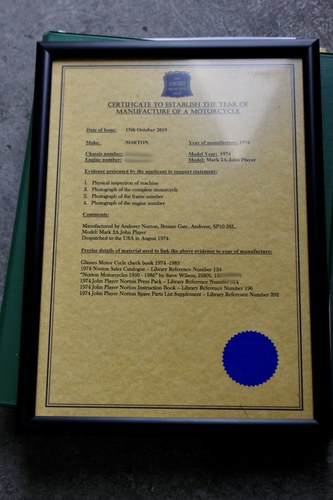 CERTIFICATE TO ESTABLISH THE YEAR OF
MANUFACTURE OF A MOTORCYCLE
Date of Issue: 15th October 2019
Make: NORTON Year of manufacture: 1974
Chassis number: Model Year: 1974
Engine number: Model: Mark 2A John Player
Evidence presented by the applicant to support statement:
1. Physical inspection of machine
2. Photograph of the complete motorcycle
3. Photograph of the frame number
4. Photograph of the engine number
Comments:
Manufactured by Andover Norton, Andover, SP10
Model: Mark 2A John Player
Despatched to the USA in August 1974.
Precise details of material used to link the above evidence to year of manufacture:
Glasses Motor Cycle check book 1974 -1983
1974 Norton Sales Catalogue – Library Reference Number 134
"Norton Motorcycles 1950 - 1986" by Steve Wilson, ISBN:
1974 John Player Norton Press Pack – Library Reference Number
1974 John Player Norton Instruction Book – Library Reference Number 196
1974 John Player Norton Spare Parts List Supplement – Library Reference Number 202